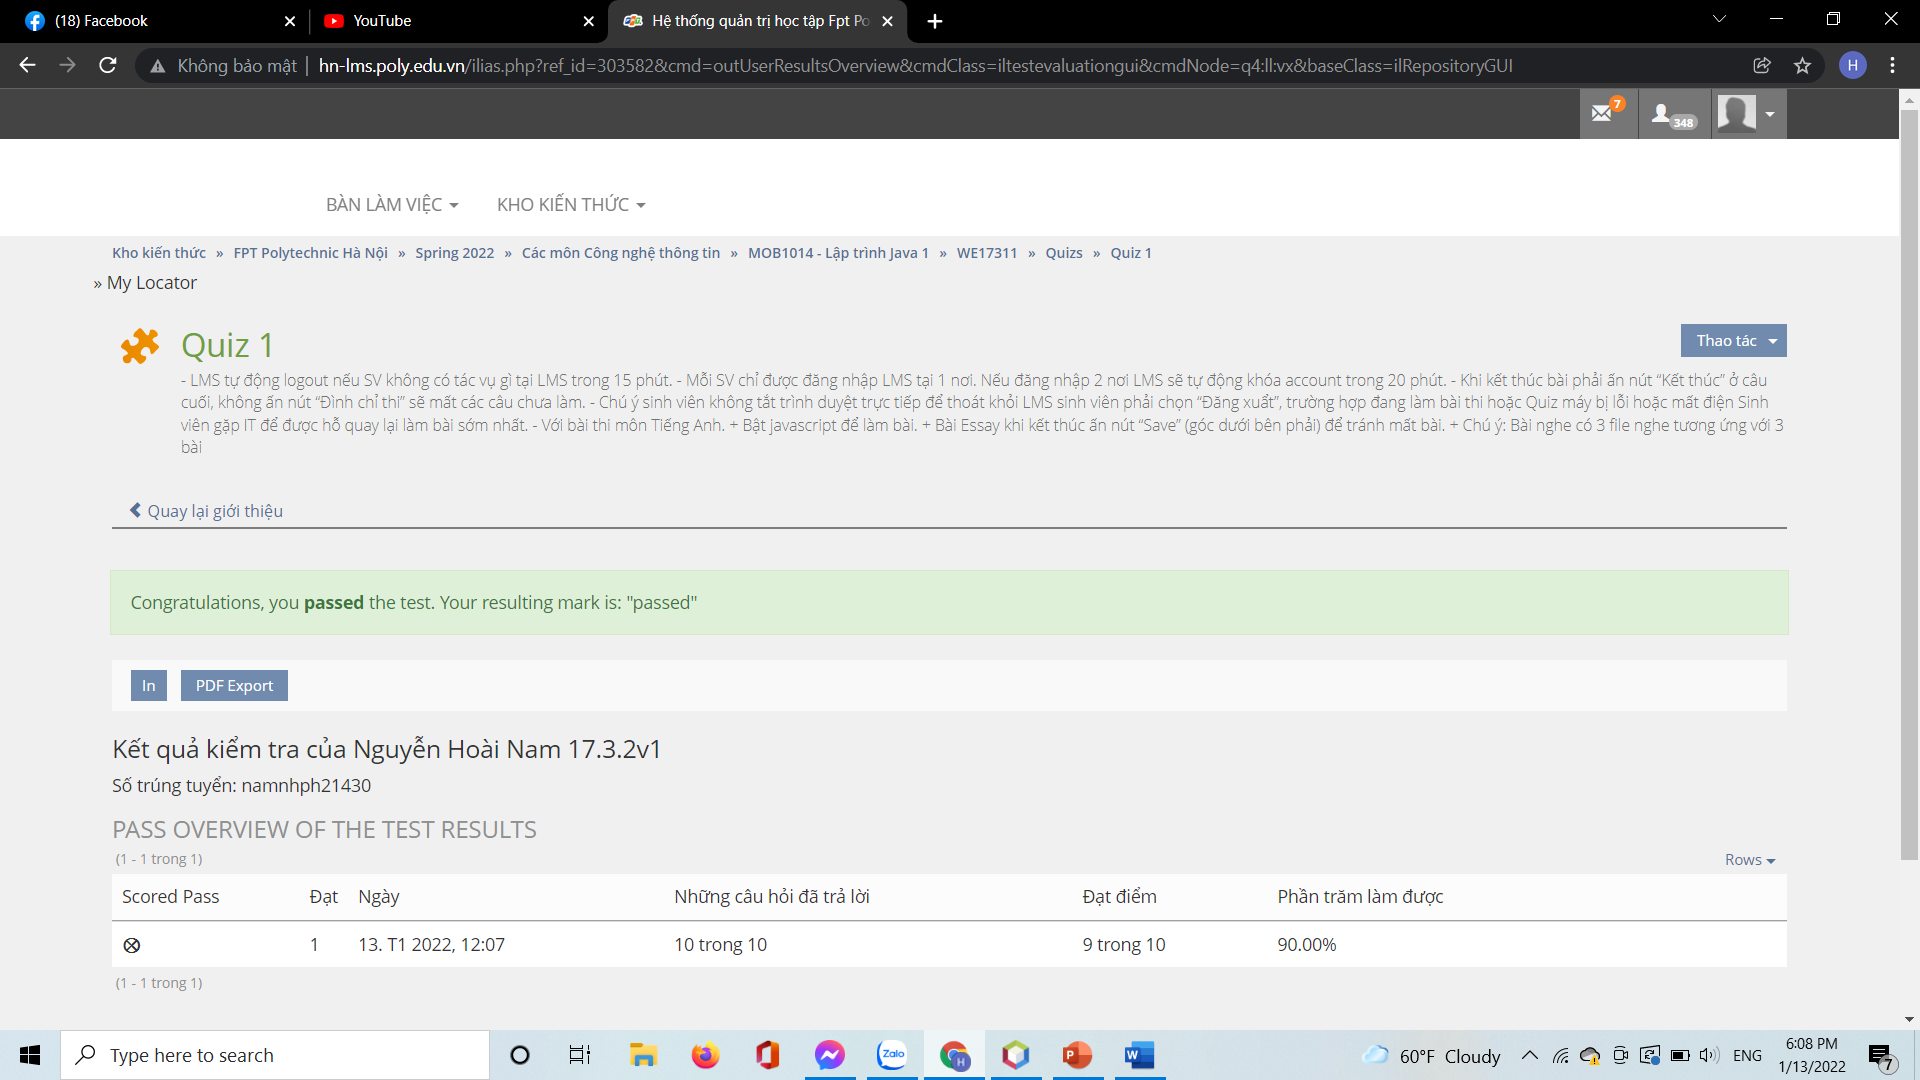 (18) Facebook
YouTube
Hệ thống quản trị học tập Fpt Po
Không bảo mật
hn-lms.poly.edu.vn/ilias.php?ref_id=303582&cmd=outUserResultsOverview&cmdClass=iltestevaluationgui&cmdNode=q4:ll:vx&baseClass=ilRepositoryGUI
H
7
348
BÀN LÀM VIỆC
KHO KIẾN THỨC
Kho kiến thức » FPT Polytechnic Hà Nội » Spring 2022 » Các môn Công nghệ thông tin » MOB1014 - Lập trình Java 1 » WE17311 » Quizs » Quiz 1
» My Locator
Quiz 1
Thao tác
- LMS tự động logout nếu SV không có tác vụ gì tại LMS trong 15 phút. - Mỗi SV chỉ được đăng nhập LMS tại 1 nơi. Nếu đăng nhập 2 nơi LMS sẽ tự động khóa account trong 20 phút. - Khi kết thúc bài phải ấn nút “Kết thúc” ở câu
cuối, không ấn nút “Đình chỉ thi” sẽ mất các câu chưa làm. - Chú ý sinh viên không tắt trình duyệt trực tiếp để thoát khỏi LMS sinh viên phải chọn “Đăng xuất”, trường hợp đang làm bài thi hoặc Quiz máy bị lỗi hoặc mất điện Sinh
viên gặp IT để được hỗ quay lại làm bài sớm nhất. - Với bài thi môn Tiếng Anh. + Bật javascript để làm bài. + Bài Essay khi kết thúc ấn nút “Save” (góc dưới bên phải) để tránh mất bài. + Chú ý: Bài nghe có 3 file nghe tương ứng với 3
bài
Quay lại giới thiệu
Congratulations, you passed the test. Your resulting mark is: "passed"
In
PDF Export
Kết quả kiểm tra của Nguyễn Hoài Nam 17.3.2v1
Số trúng tuyển: namnhph21430
PASS OVERVIEW OF THE TEST RESULTS
(1 - 1 trong 1)
Rows
Scored Pass Đạt Ngày Những câu hỏi đã trả lời Đạt điểm Phần trăm làm được
1 13. T1 2022, 12:07 10 trong 10 9 trong 10 90.00%
(1 - 1 trong 1)
Type here to search
Zalo
H
P
W
60°F Cloudy
ENG
6:08 PM
1/13/2022
7